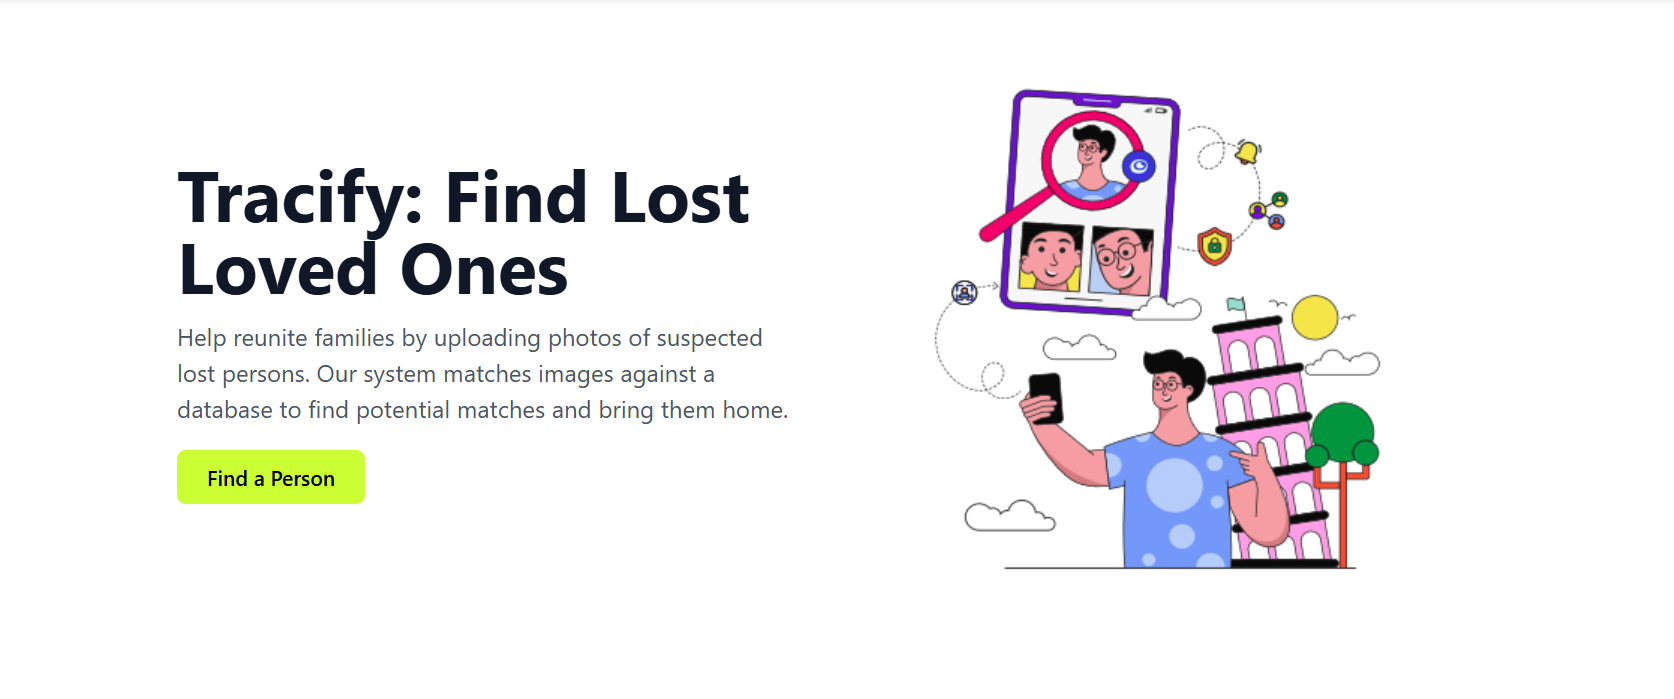 Tracify: Find Lost
Loved Ones
Help reunite families by uploading photos of suspected
lost persons. Our system matches images against a
database to find potential matches and bring them home.
Find a Person